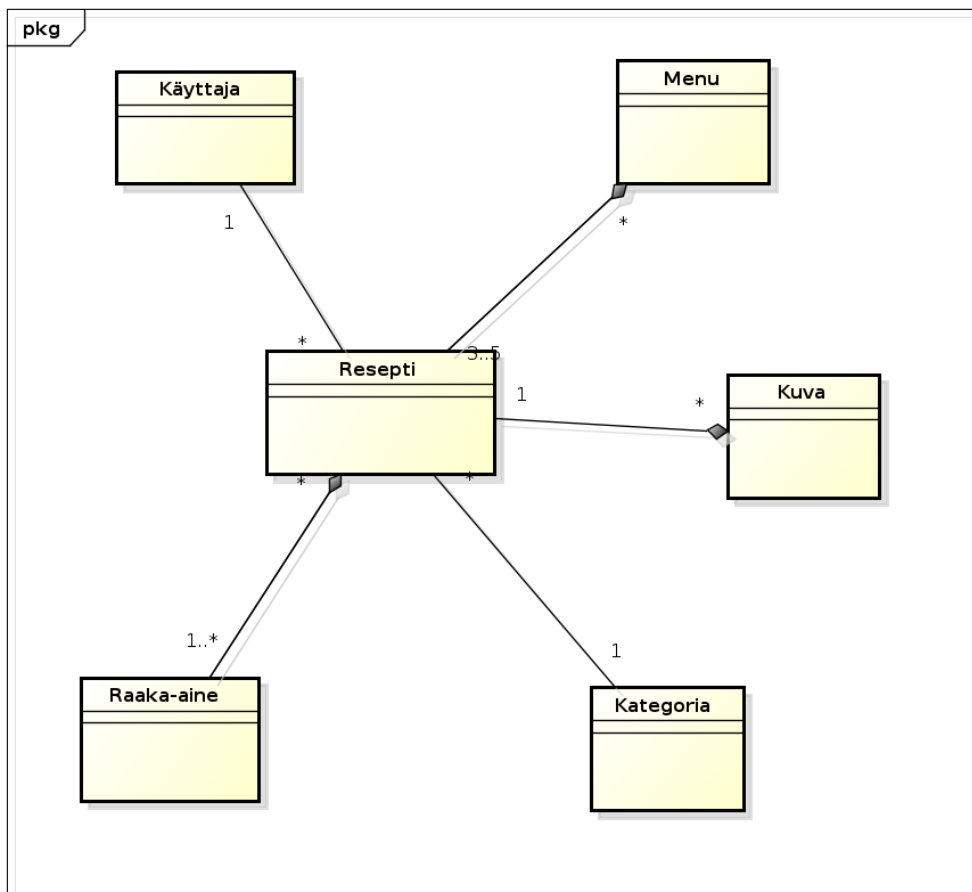 pkg
Käyttaja
Menu
1
*
*
3..5
Resepti
1
*
Kuva
*
*
1..*
1
Raaka-aine
Kategoria